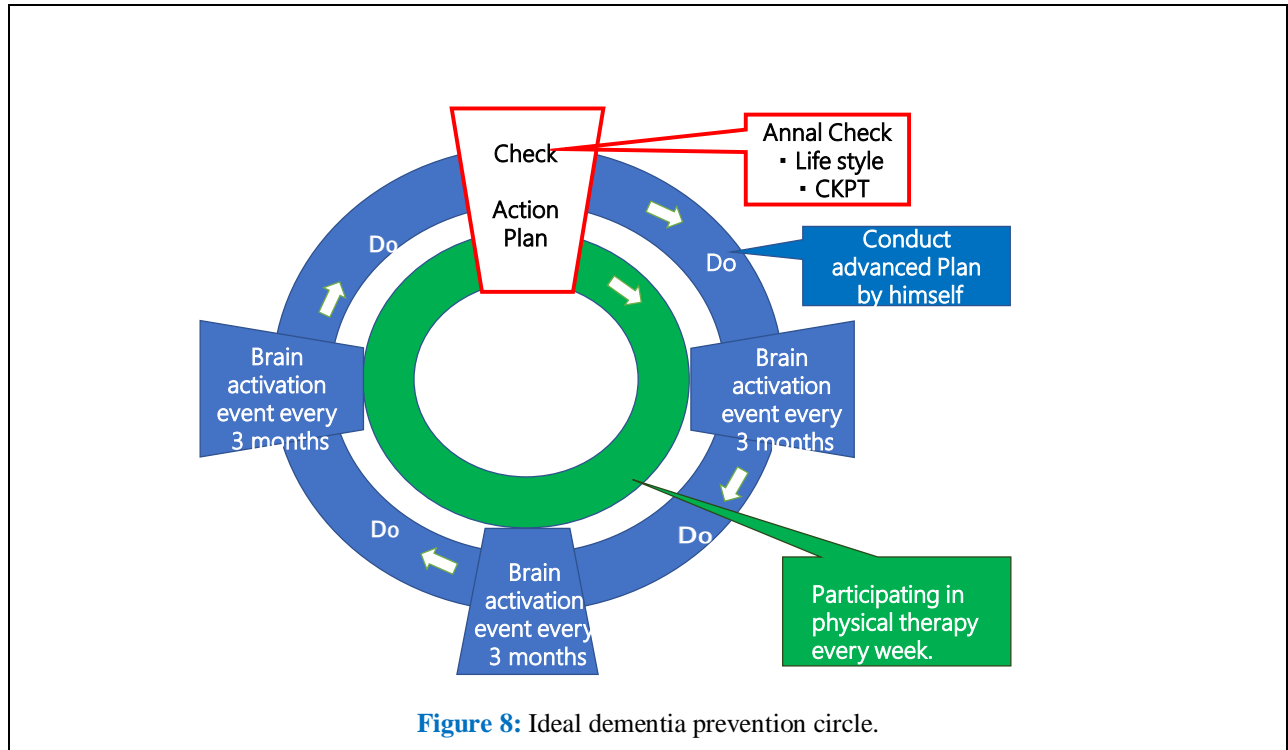 Check
Action
Plan
Annal Check
・Life style
・CKPT
Do
Do
Conduct
advanced Plan
by himself
Brain
activation
event every
3 months
Brain
activation
event every
3 months
Do
Do
Brain
activation
event every
3 months
Participating in
physical therapy
every week.
Figure 8: Ideal dementia prevention circle.